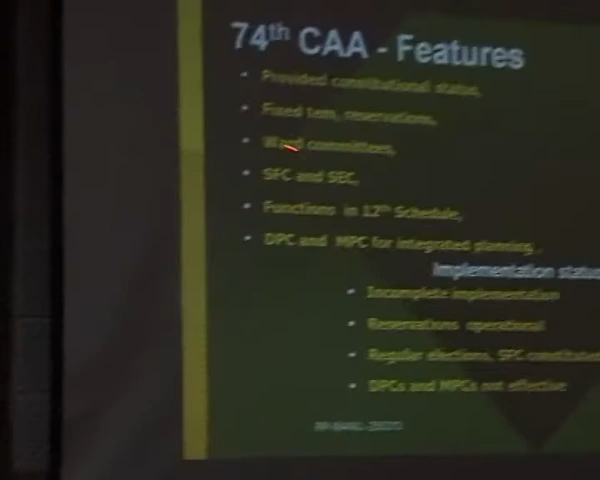 74th CAA - Features
• Provided constitutional status,
• Fixed tem, reservations,
• Ward committees,
• SFC and SEC,
• Functions in 12th Schedule,
• DPC and MPC for integrated planning.
Implementation status
• Incomplete implementation
• Reservations operational
• Regular elections, SFC constituted
• DPCs and MPCs not effective